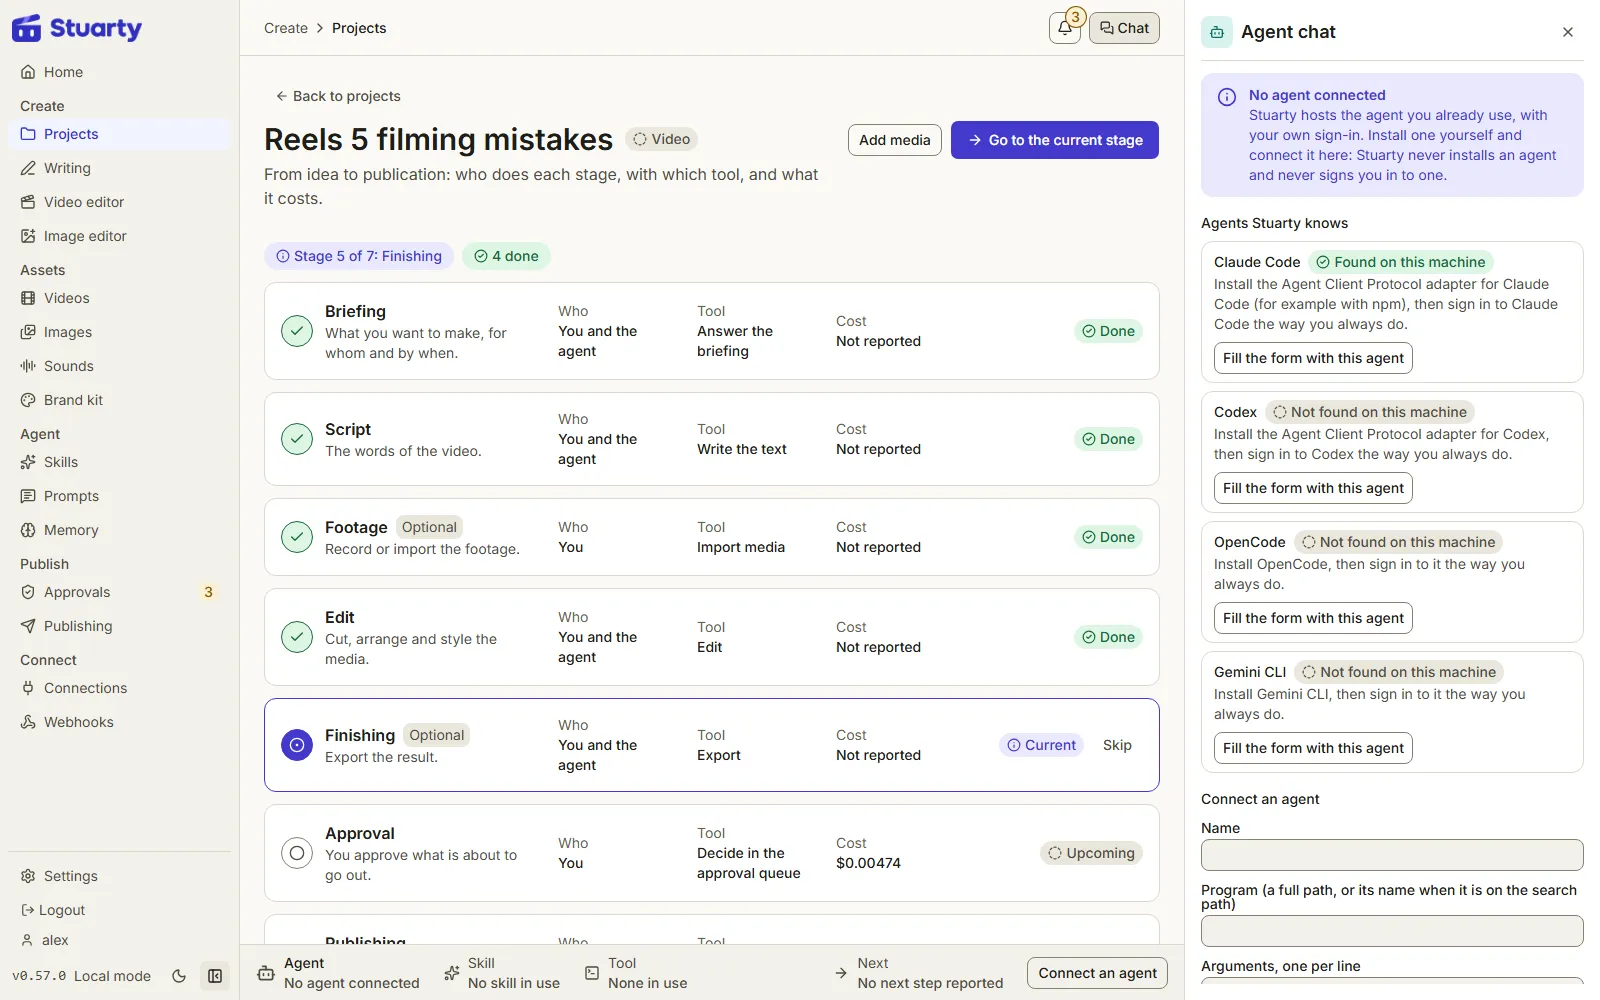 Stuarty
Home
Create
Projects
Writing
Video editor
Image editor
Assets
Videos
Images
Sounds
Brand kit
Agent
Skills
Prompts
Memory
Publish
Approvals 3
Publishing
Connect
Connections
Webhooks
Settings
Logout
alex
v0.57.0 Local mode
Create > Projects
3
Chat
← Back to projects
Reels 5 filming mistakes Video
Add media
→ Go to the current stage
From idea to publication: who does each stage, with which tool, and what
it costs.
Stage 5 of 7: Finishing 4 done
Briefing
What you want to make, for
whom and by when.
Who
You and the
agent
Tool
Answer the
briefing
Cost
Not reported
Done
Script
The words of the video.
Who
You and the
agent
Tool
Write the text
Cost
Not reported
Done
Footage Optional
Record or import the footage.
Who
You
Tool
Import media
Cost
Not reported
Done
Edit
Cut, arrange and style the
media.
Who
You and the
agent
Tool
Edit
Cost
Not reported
Done
Finishing Optional
Export the result.
Who
You and the
agent
Tool
Export
Cost
Not reported
Current
Skip
Approval
You approve what is about to
go out.
Who
You
Tool
Decide in the
approval queue
Cost
$0.00474
Upcoming
Publishing
Who
Tool
Agent
No agent connected
Skill
No skill in use
Tool
None in use
→ Next
No next step reported
Connect an agent
Agent chat
No agent connected
Stuarty hosts the agent you already use, with
your own sign-in. Install one yourself and
connect it here: Stuarty never installs an agent
and never signs you in to one.
Agents Stuarty knows
Claude Code Found on this machine
Install the Agent Client Protocol adapter for Claude
Code (for example with npm), then sign in to Claude
Code the way you always do.
Fill the form with this agent
Codex Not found on this machine
Install the Agent Client Protocol adapter for Codex,
then sign in to Codex the way you always do.
Fill the form with this agent
OpenCode Not found on this machine
Install OpenCode, then sign in to it the way you
always do.
Fill the form with this agent
Gemini CLI Not found on this machine
Install Gemini CLI, then sign in to it the way you
always do.
Fill the form with this agent
Connect an agent
Name
Program (a full path, or its name when it is on the search
path)
Arguments, one per line